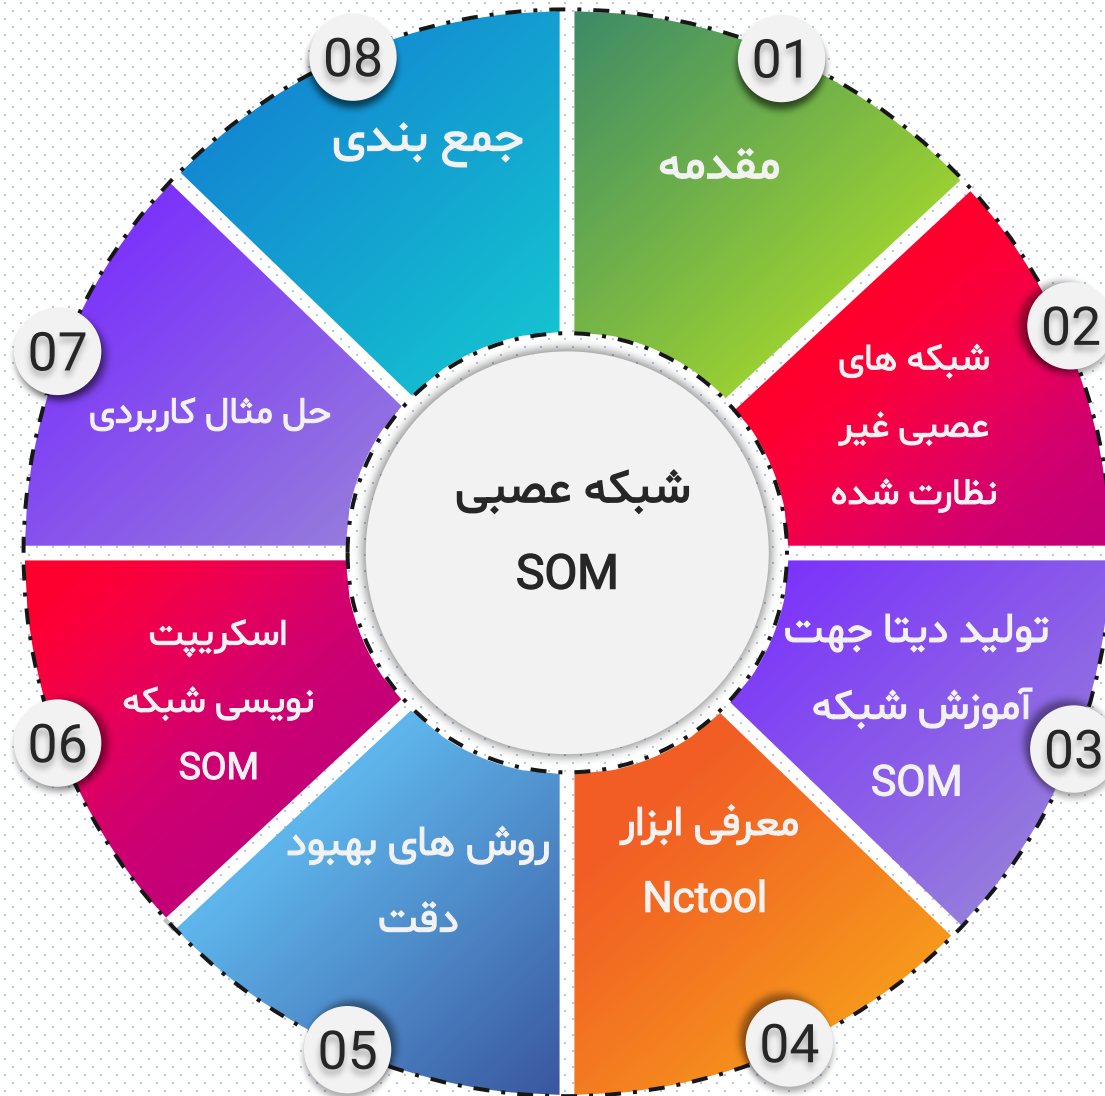 شبکه عصبی
SOM
01
مقدمه
02
شبکه های
عصبی غیر
نظارت شده
03
تولید دیتا جهت
آموزش شبکه
SOM
04
معرفی ابزار
Nctool
05
روش های بهبود
دقت
06
اسکریپت
نویسی شبکه
SOM
07
حل مثال کاربردی
08
جمع بندی